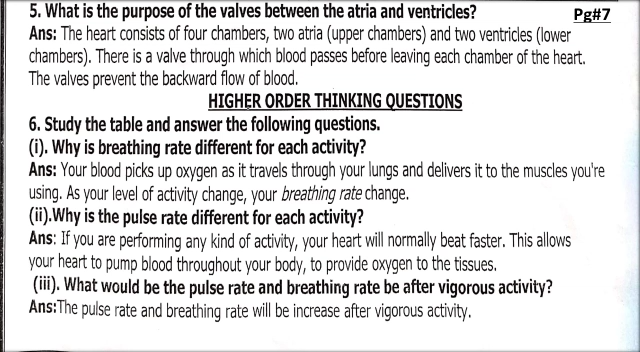 5. What is the purpose of the valves between the atria and ventricles? Pg#7
Ans: The heart consists of four chambers, two atria (upper chambers) and two ventricles (lower
chambers). There is a valve through which blood passes before leaving each chamber of the heart.
The valves prevent the backward flow of blood.
HIGHER ORDER THINKING QUESTIONS
6. Study the table and answer the following questions.
(i). Why is breathing rate different for each activity?
Ans: Your blood picks up oxygen as it travels through your lungs and delivers it to the muscles you're
using. As your level of activity change, your breathing rate change.
(ii).Why is the pulse rate different for each activity?
Ans: If you are performing any kind of activity, your heart will normally beat faster. This allows
your heart to pump blood throughout your body, to provide oxygen to the tissues.
(iii). What would be the pulse rate and breathing rate be after vigorous activity?
Ans:The pulse rate and breathing rate will be increase after vigorous activity.